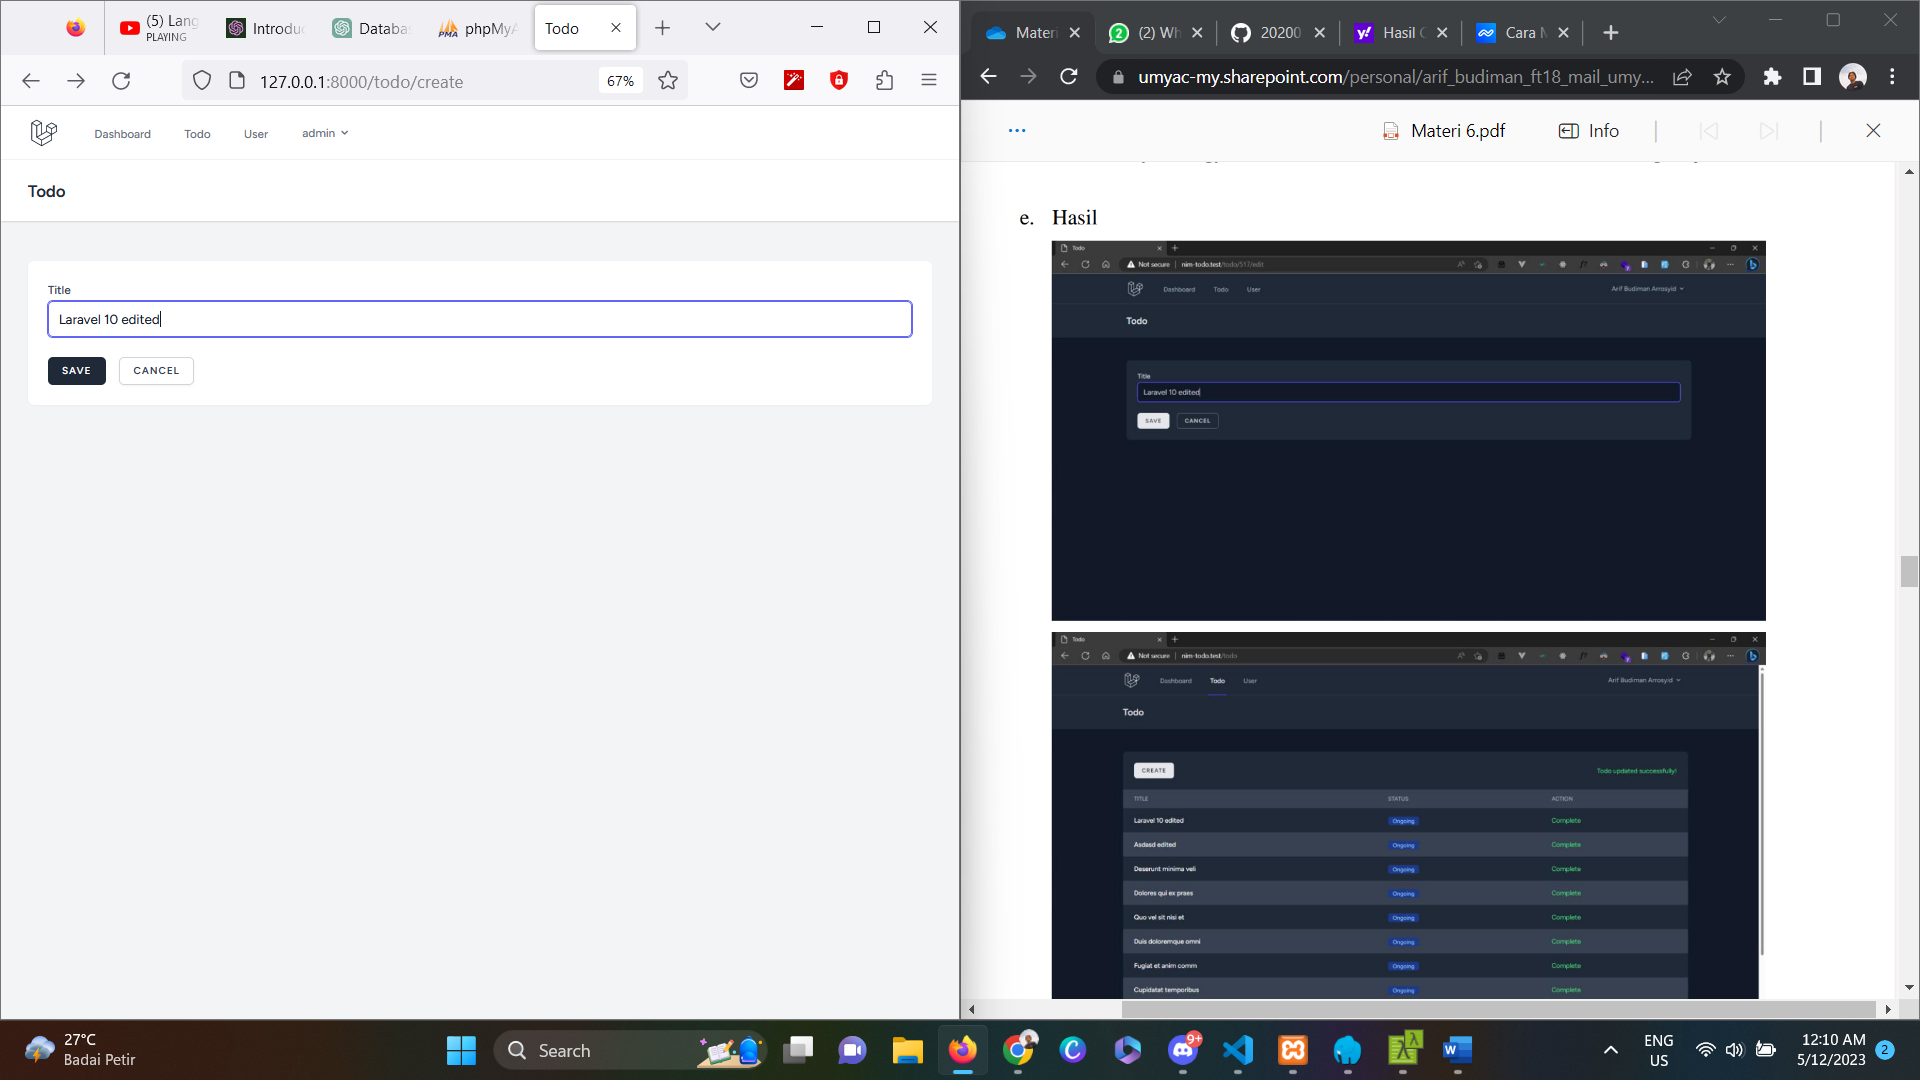 (5) Lang
PLAYING
Introdu
Databa
phpMyA
Todo
127.0.0.1:8000/todo/create
67%
Dashboard
Todo
User
admin
Todo
Title
Laravel 10 edited
SAVE
CANCEL
Materi
(2) Wh
20200
Hasil
Cara
umyac-my.sharepoint.com/personal/arif_budiman_ft18_mail_umy...
Materi 6.pdf
Info
e. Hasil
Todo
Not secure | nim-todo.test/todo/517/edit
Dashboard
Todo
User
Arif Budiman Arrosyid
Todo
Title
Laravel 10 edited
SAVE
CANCEL
Todo
Not secure | nim-todo.test/todo
Dashboard
Todo
User
Arif Budiman Arrosyid
Todo
CREATE
Todo updated successfully!
TITLE STATUS ACTION
Laravel 10 edited Ongoing Complete
Asdasd edited Ongoing Complete
Deserunt minima veli Ongoing Complete
Dolores qui ex praes Ongoing Complete
Quo vel sit nisi et Ongoing Complete
Duis doloremque omni Ongoing Complete
Fugiat et anim comm Ongoing Complete
Cupidatat temporibus Ongoing Complete
27°C
Badai Petir
Search
9+
ENG
US
12:10 AM
5/12/2023
2